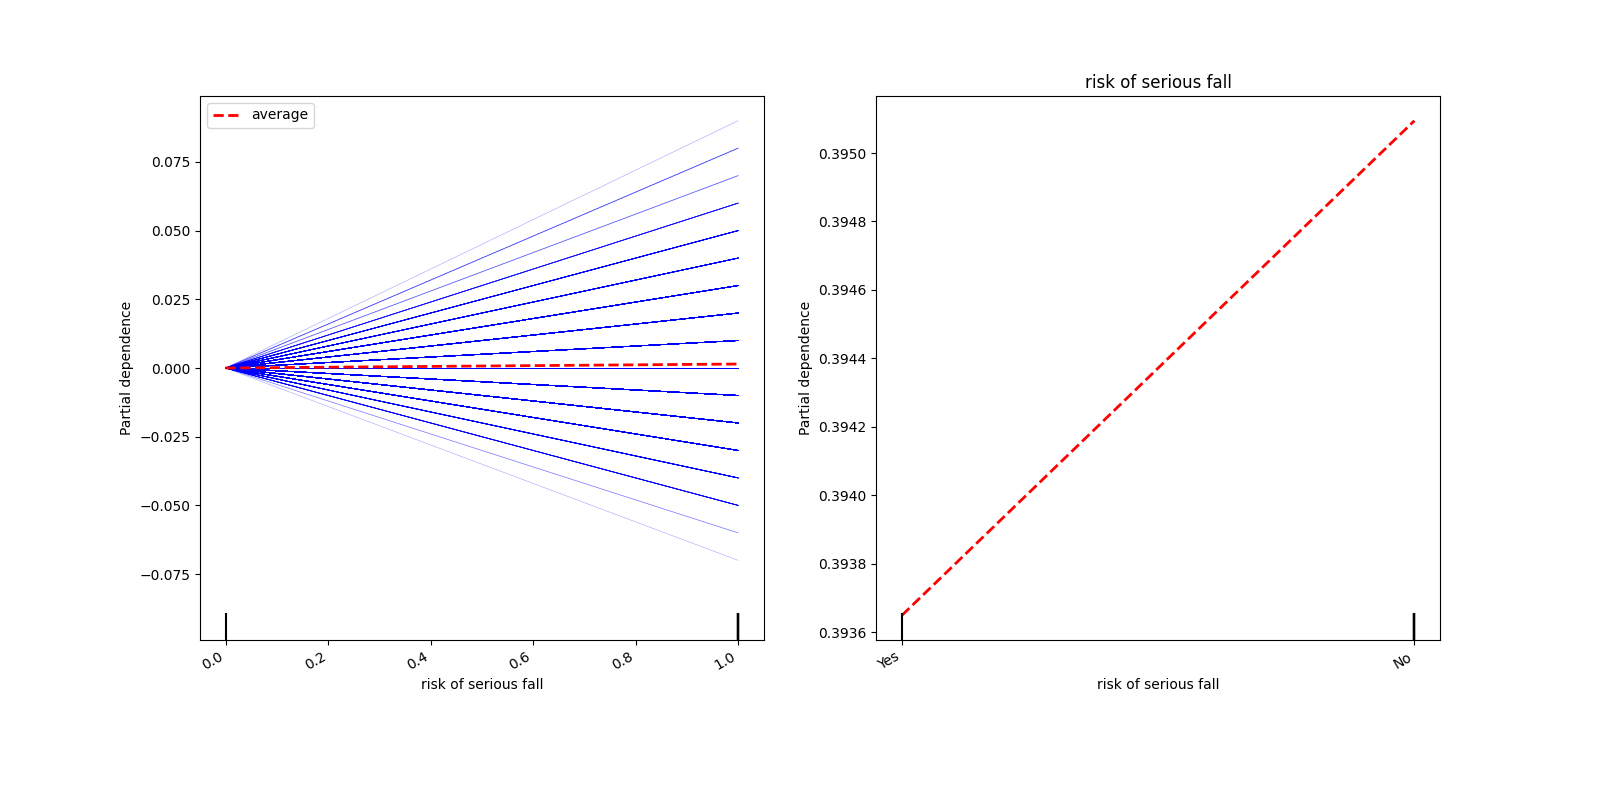 average
0.075
0.050
0.025
0.000
−0.025
−0.050
−0.075
Partial dependence
0.0
0.2
0.4
0.6
0.8
1.0
risk of serious fall
risk of serious fall
0.3950
0.3948
0.3946
0.3944
0.3942
0.3940
0.3938
0.3936
Partial dependence
Yes
No
risk of serious fall